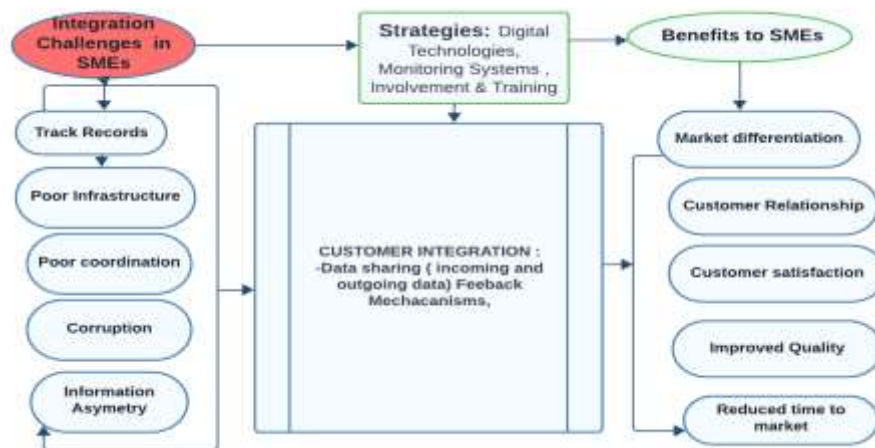 Integration
Challenges in
SMEs
Strategies: Digital
Technologies,
Monitoring Systems ,
Involvement & Training
Benefits to SMEs
Track Records
Poor Infrastructure
Poor coordination
Corruption
Information
Asymetry
CUSTOMER INTEGRATION :
-Data sharing ( incoming and
outgoing data) Feeback
Mechacanisms,
Market differentiation
Customer Relationship
Customer satisfaction
Improved Quality
Reduced time to
market